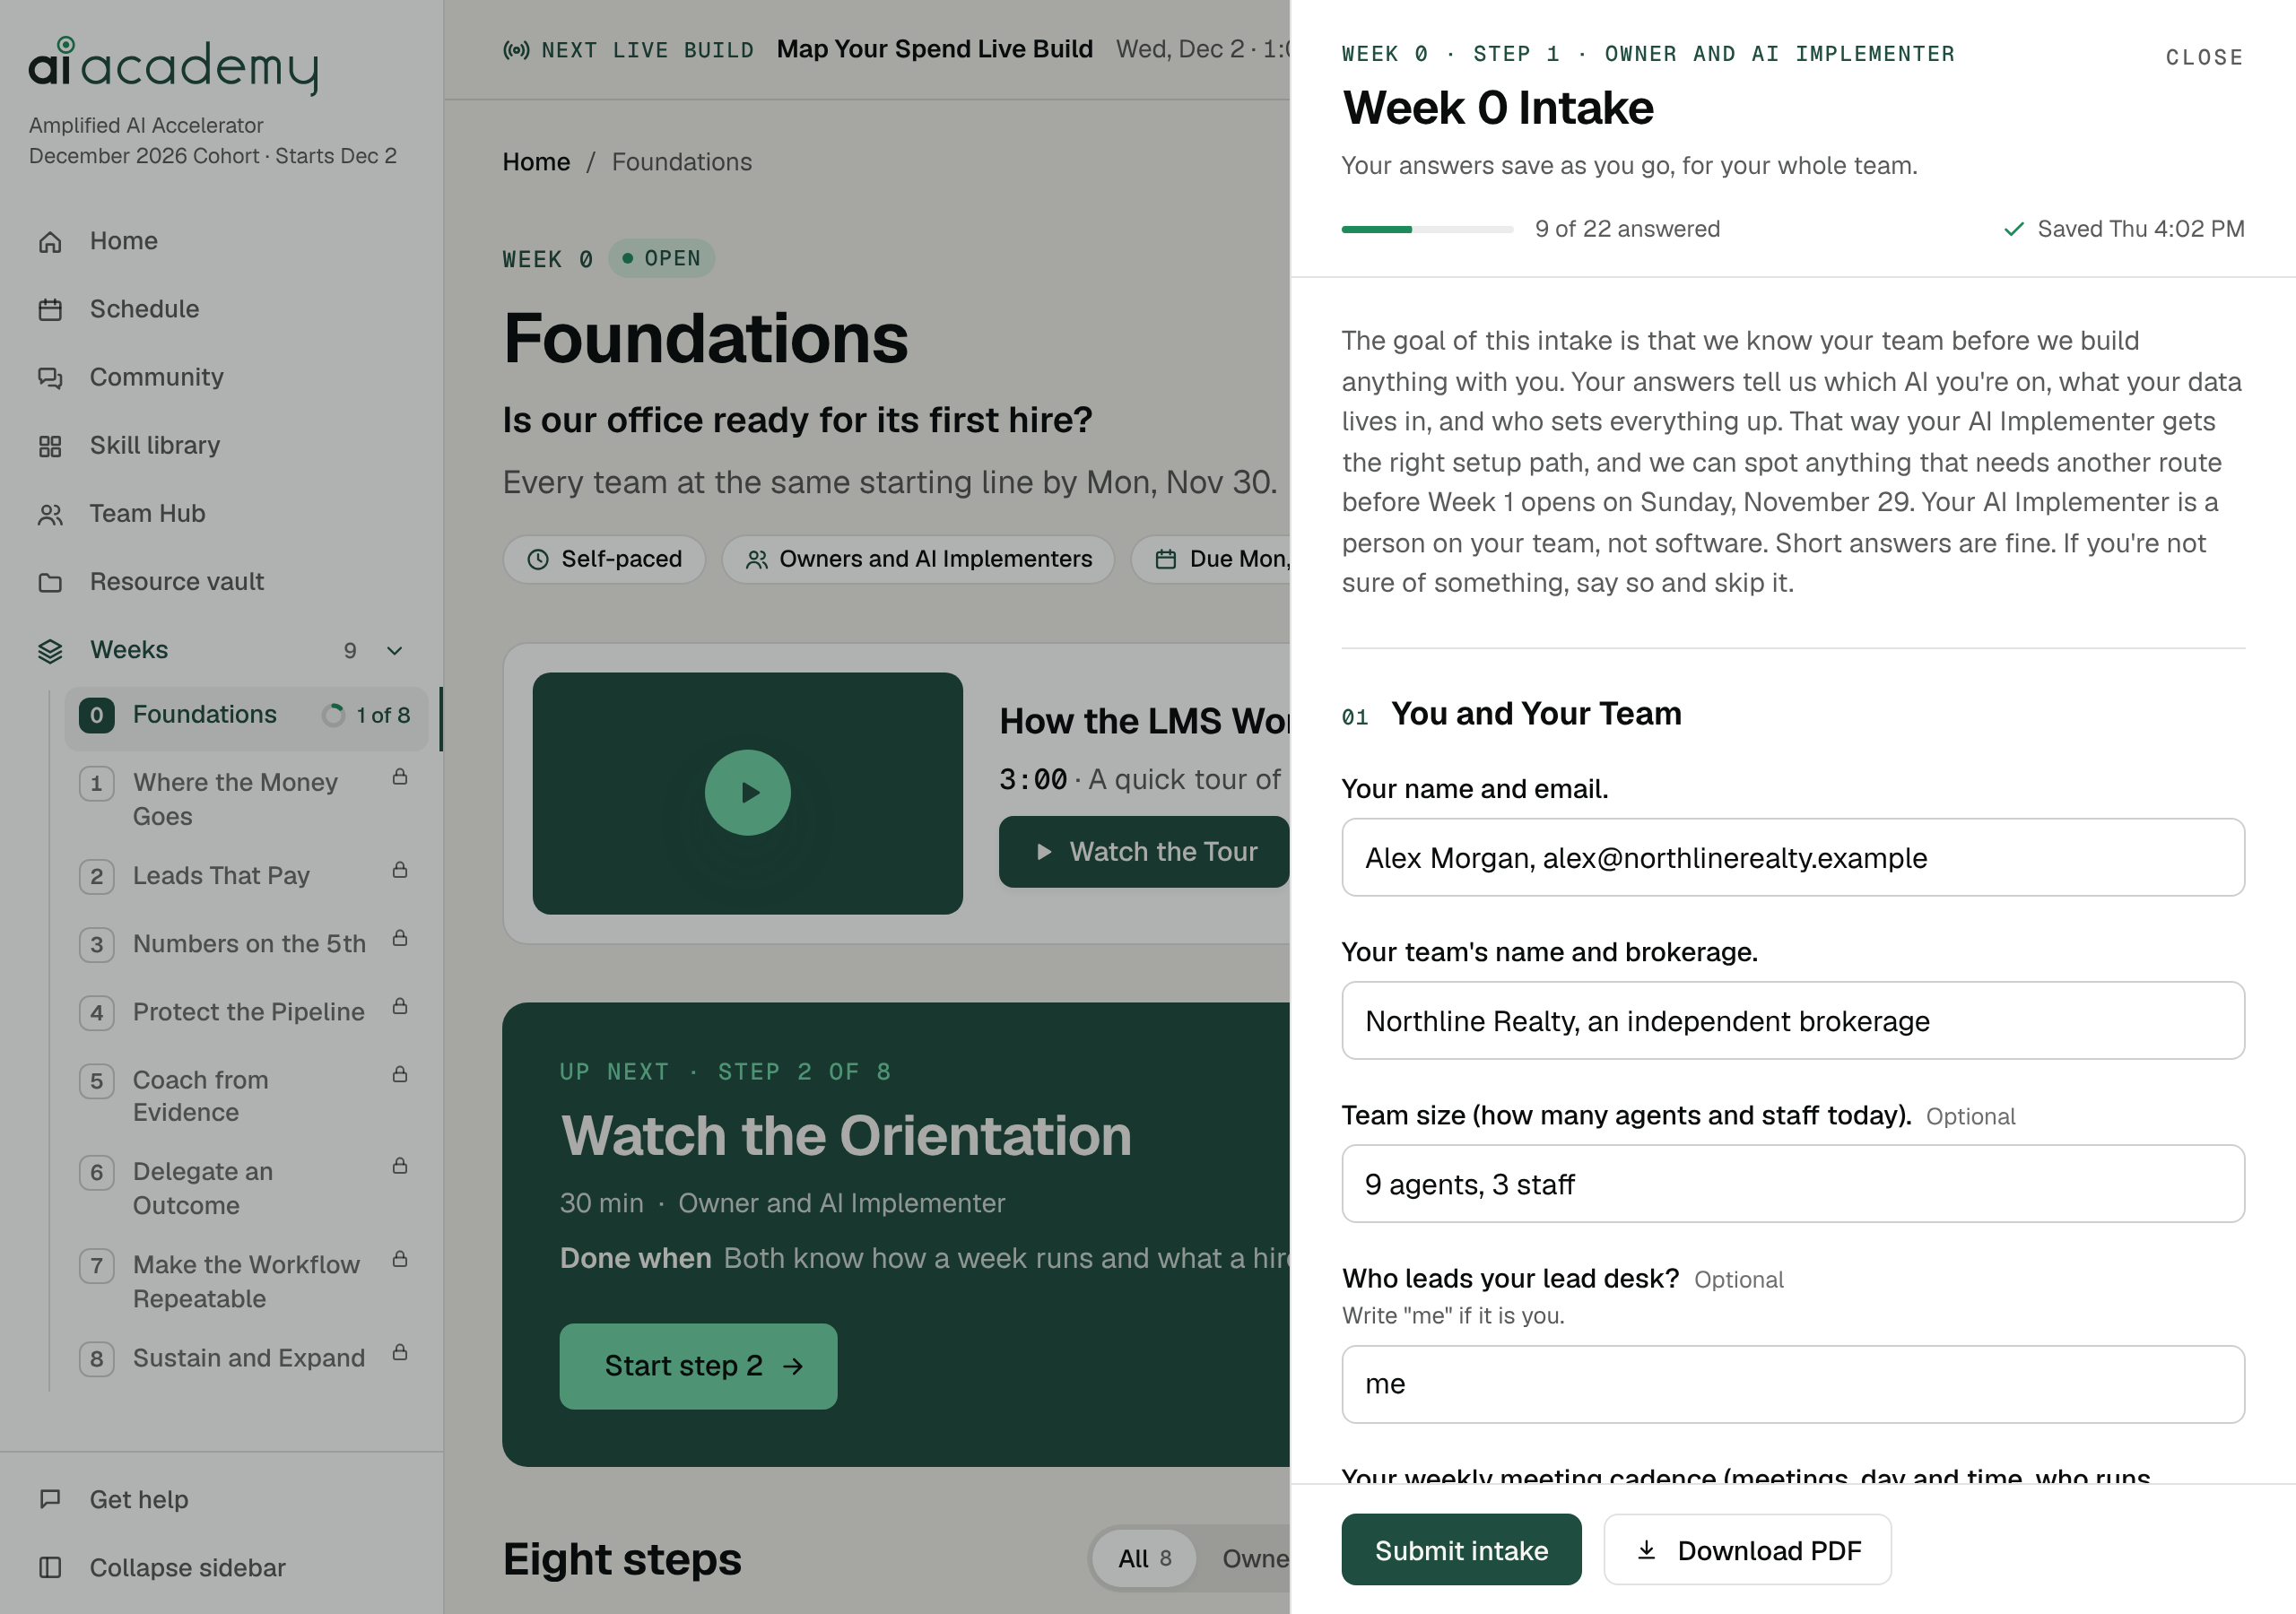 ai academy
Amplified AI Accelerator
December 2026 Cohort · Starts Dec 2
Home
Schedule
Community
Skill library
Team Hub
Resource vault
Weeks 9
0 Foundations 1 of 8
1 Where the Money
Goes
2 Leads That Pay
3 Numbers on the 5th
4 Protect the Pipeline
5 Coach from
Evidence
6 Delegate an
Outcome
7 Make the Workflow
Repeatable
8 Sustain and Expand
Get help
Collapse sidebar
NEXT LIVE BUILD Map Your Spend Live Build Wed, Dec 2 · 1:0
Home / Foundations
WEEK 0 OPEN
Foundations
Is our office ready for its first hire?
Every team at the same starting line by Mon, Nov 30.
Self-paced Owners and AI Implementers Due Mon,
How the LMS Wor
3:00 · A quick tour of
Watch the Tour
UP NEXT · STEP 2 OF 8
Watch the Orientation
30 min · Owner and AI Implementer
Done when Both know how a week runs and what a hire
Start step 2 →
Eight steps
All 8 Owne
WEEK 0 · STEP 1 · OWNER AND AI IMPLEMENTER
CLOSE
Week 0 Intake
Your answers save as you go, for your whole team.
9 of 22 answered
Saved Thu 4:02 PM
The goal of this intake is that we know your team before we build
anything with you. Your answers tell us which AI you're on, what your data
lives in, and who sets everything up. That way your AI Implementer gets
the right setup path, and we can spot anything that needs another route
before Week 1 opens on Sunday, November 29. Your AI Implementer is a
person on your team, not software. Short answers are fine. If you're not
sure of something, say so and skip it.
01 You and Your Team
Your name and email.
Alex Morgan, alex@northlinerealty.example
Your team's name and brokerage.
Northline Realty, an independent brokerage
Team size (how many agents and staff today). Optional
9 agents, 3 staff
Who leads your lead desk? Optional
Write "me" if it is you.
me
Your weekly meeting cadence (meetings, day and time, who runs
Submit intake
Download PDF